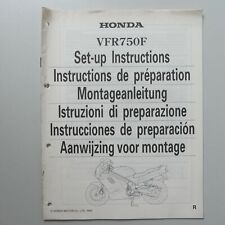 HONDA
VFR750F
Set-up Instructions
Instructions de préparation
Montageanleitung
Istruzioni di preparazione
Instrucciones de preparación
Aanwijzing voor montage
R